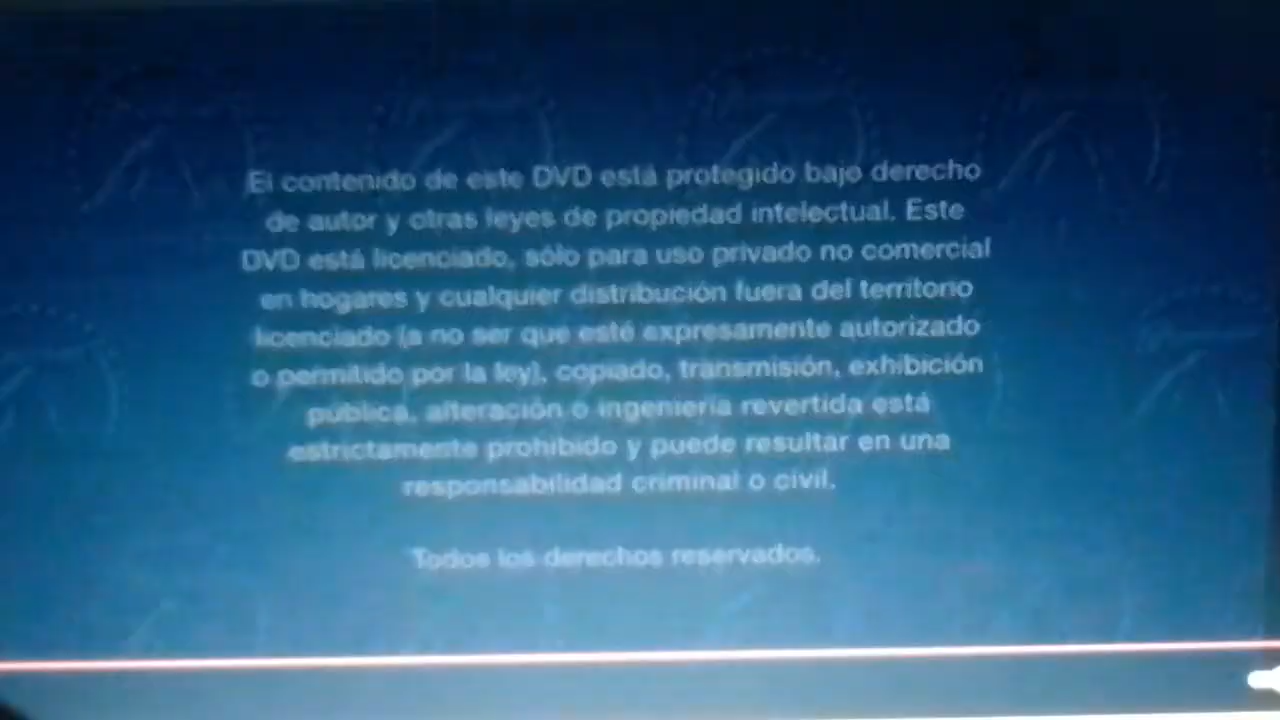 El contenido de este DVD está protegido bajo derecho
de autor y otras leyes de propiedad intelectual. Este
DVD está licenciado, sólo para uso privado no comercial
en hogares y cualquier distribución fuera del territorio
licenciado (a no ser que esté expresamente autorizado
o permitido por la ley), copiado, transmisión, exhibición
pública, alteración o ingeniería revertida está
estrictamente prohibido y puede resultar en una
responsabilidad criminal o civil.
Todos los derechos reservados.